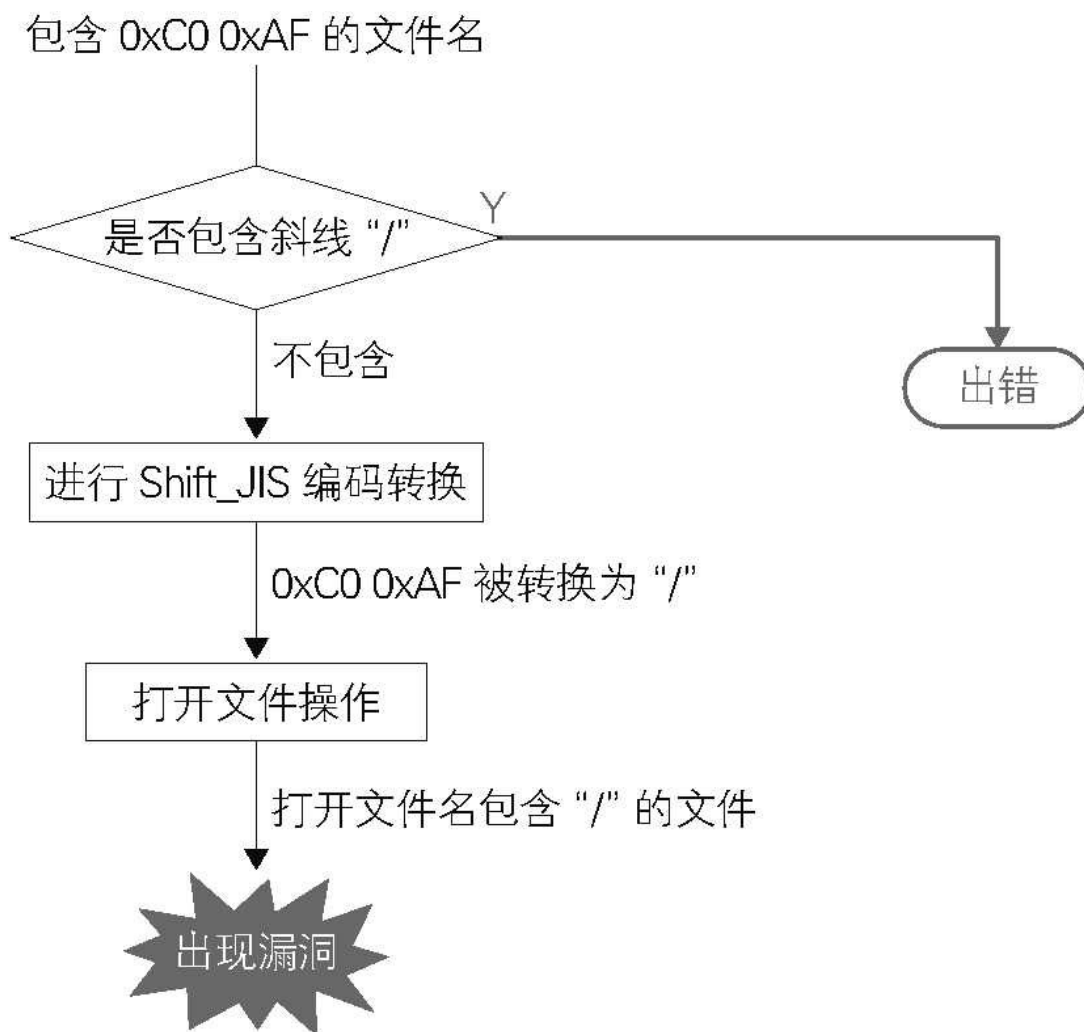 包含 0xC0 0xAF 的文件名
是否包含斜线 “/”
Y
不包含
出错
进行 Shift_JIS 编码转换
0xC0 0xAF 被转换为 “/”
打开文件操作
打开文件名包含 “/” 的文件
出现漏洞